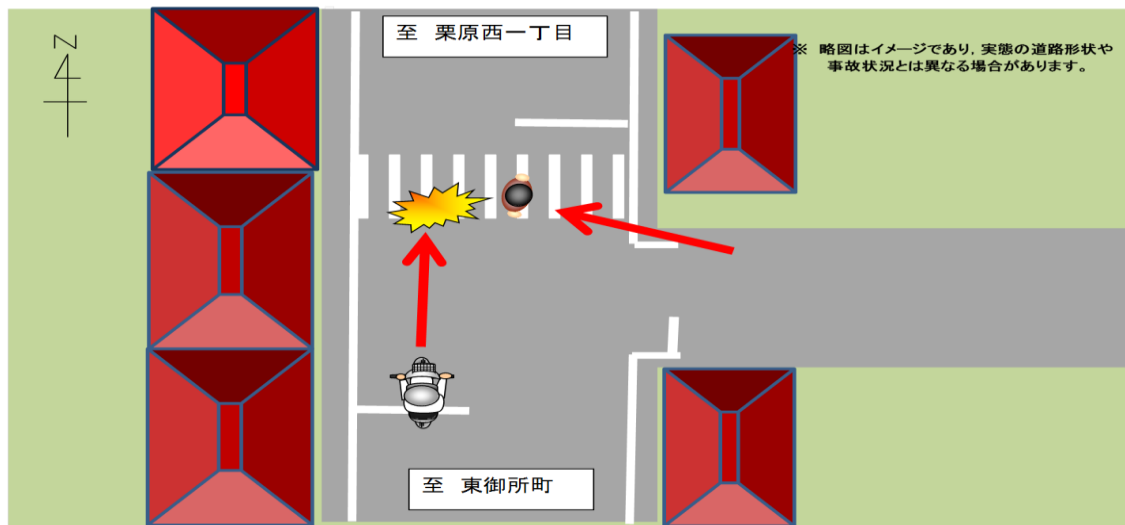 至 栗原西一丁目
N
※ 略図はイメージであり，実態の道路形状や
事故状況とは異なる場合があります。
至 東御所町